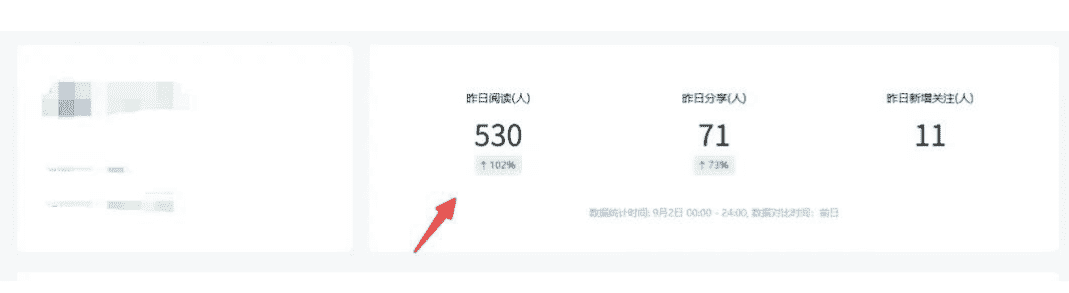 昨日阅读(人)
530
↑ 102%
昨日分享(人)
71
↑ 73%
昨日新增关注(人)
11
数据统计时间: 9月2日 00:00 - 24:00, 数据对比时间: 前日